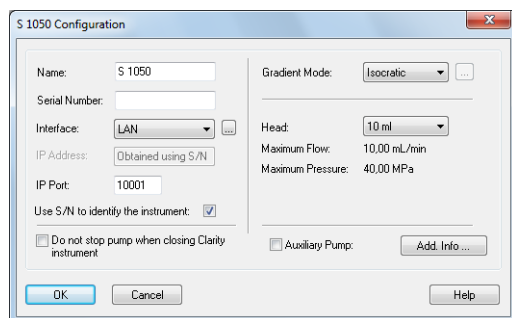 S 1050 Configuration
Name: S 1050
Serial Number:
Interface: LAN ...
IP Address: Obtained using S/N
IP Port: 10001
Use S/N to identify the instrument:
Do not stop pump when closing Clarity
instrument
Gradient Mode: Isocratic ...
Head: 10 ml
Maximum Flow: 10,00 mL/min
Maximum Pressure: 40,00 MPa
Auxiliary Pump: Add. Info ...
OK Cancel Help